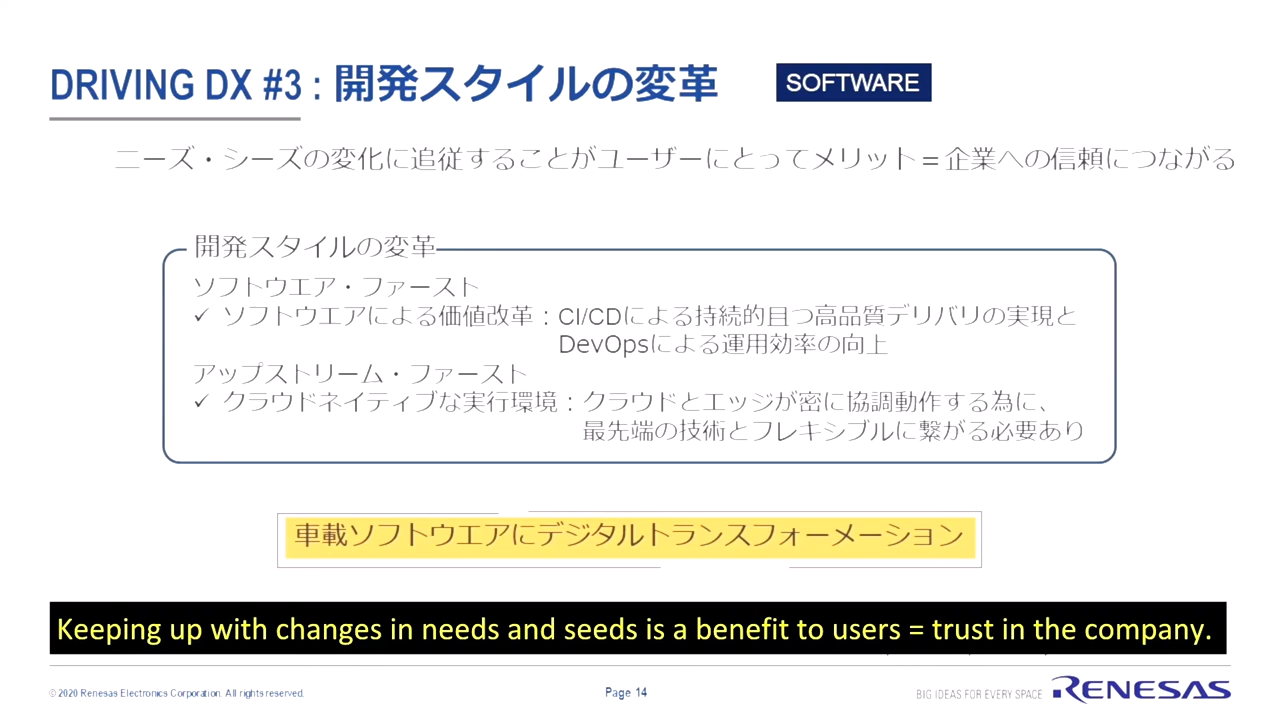 DRIVING DX #3 : 開発スタイルの変革
SOFTWARE
ニーズ・シーズの変化に追従することがユーザーにとってメリット = 企業への信頼につながる
開発スタイルの変革
ソフトウエア・ファースト
✓ ソフトウエアによる価値改革：CI/CDによる持続的且つ高品質デリバリの実現と
DevOpsによる運用効率の向上
アップストリーム・ファースト
✓ クラウドネイティブな実行環境：クラウドとエッジが密に協調動作する為に、
最先端の技術とフレキシブルに繋がる必要あり
車載ソフトウエアにデジタルトランスフォーメーション
Keeping up with changes in needs and seeds is a benefit to users = trust in the company.
© 2020 Renesas Electronics Corporation. All rights reserved.
Page 14
BIG IDEAS FOR EVERY SPACE
RENESAS